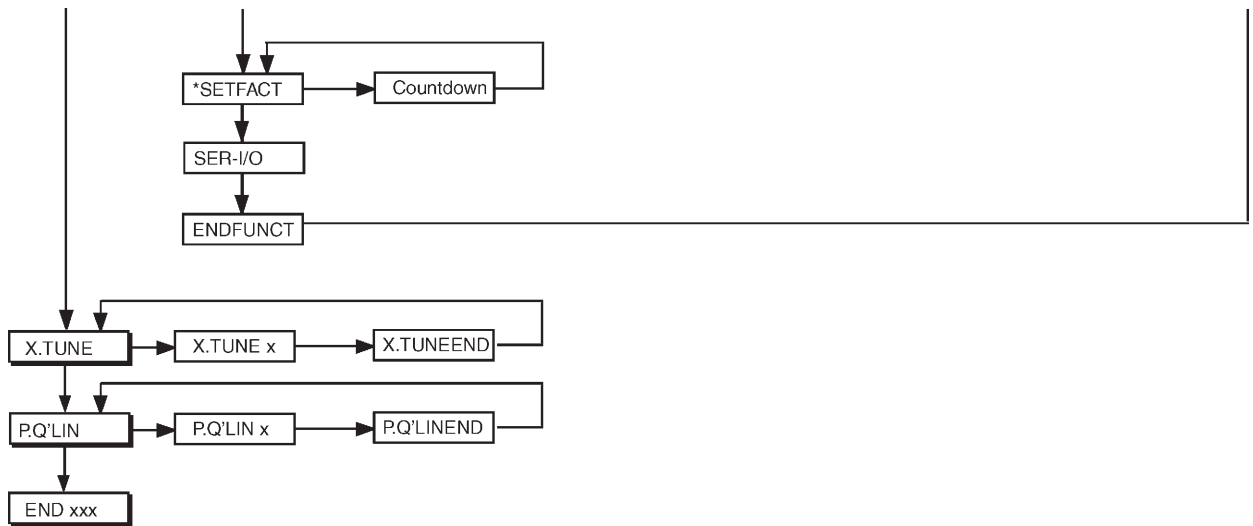 *SETFACT
Countdown
SER-I/O
ENDFUNCT
X.TUNE
X.TUNE x
X.TUNEEND
P.Q’LIN
P.Q’LIN x
P.Q’LINEND
END xxx